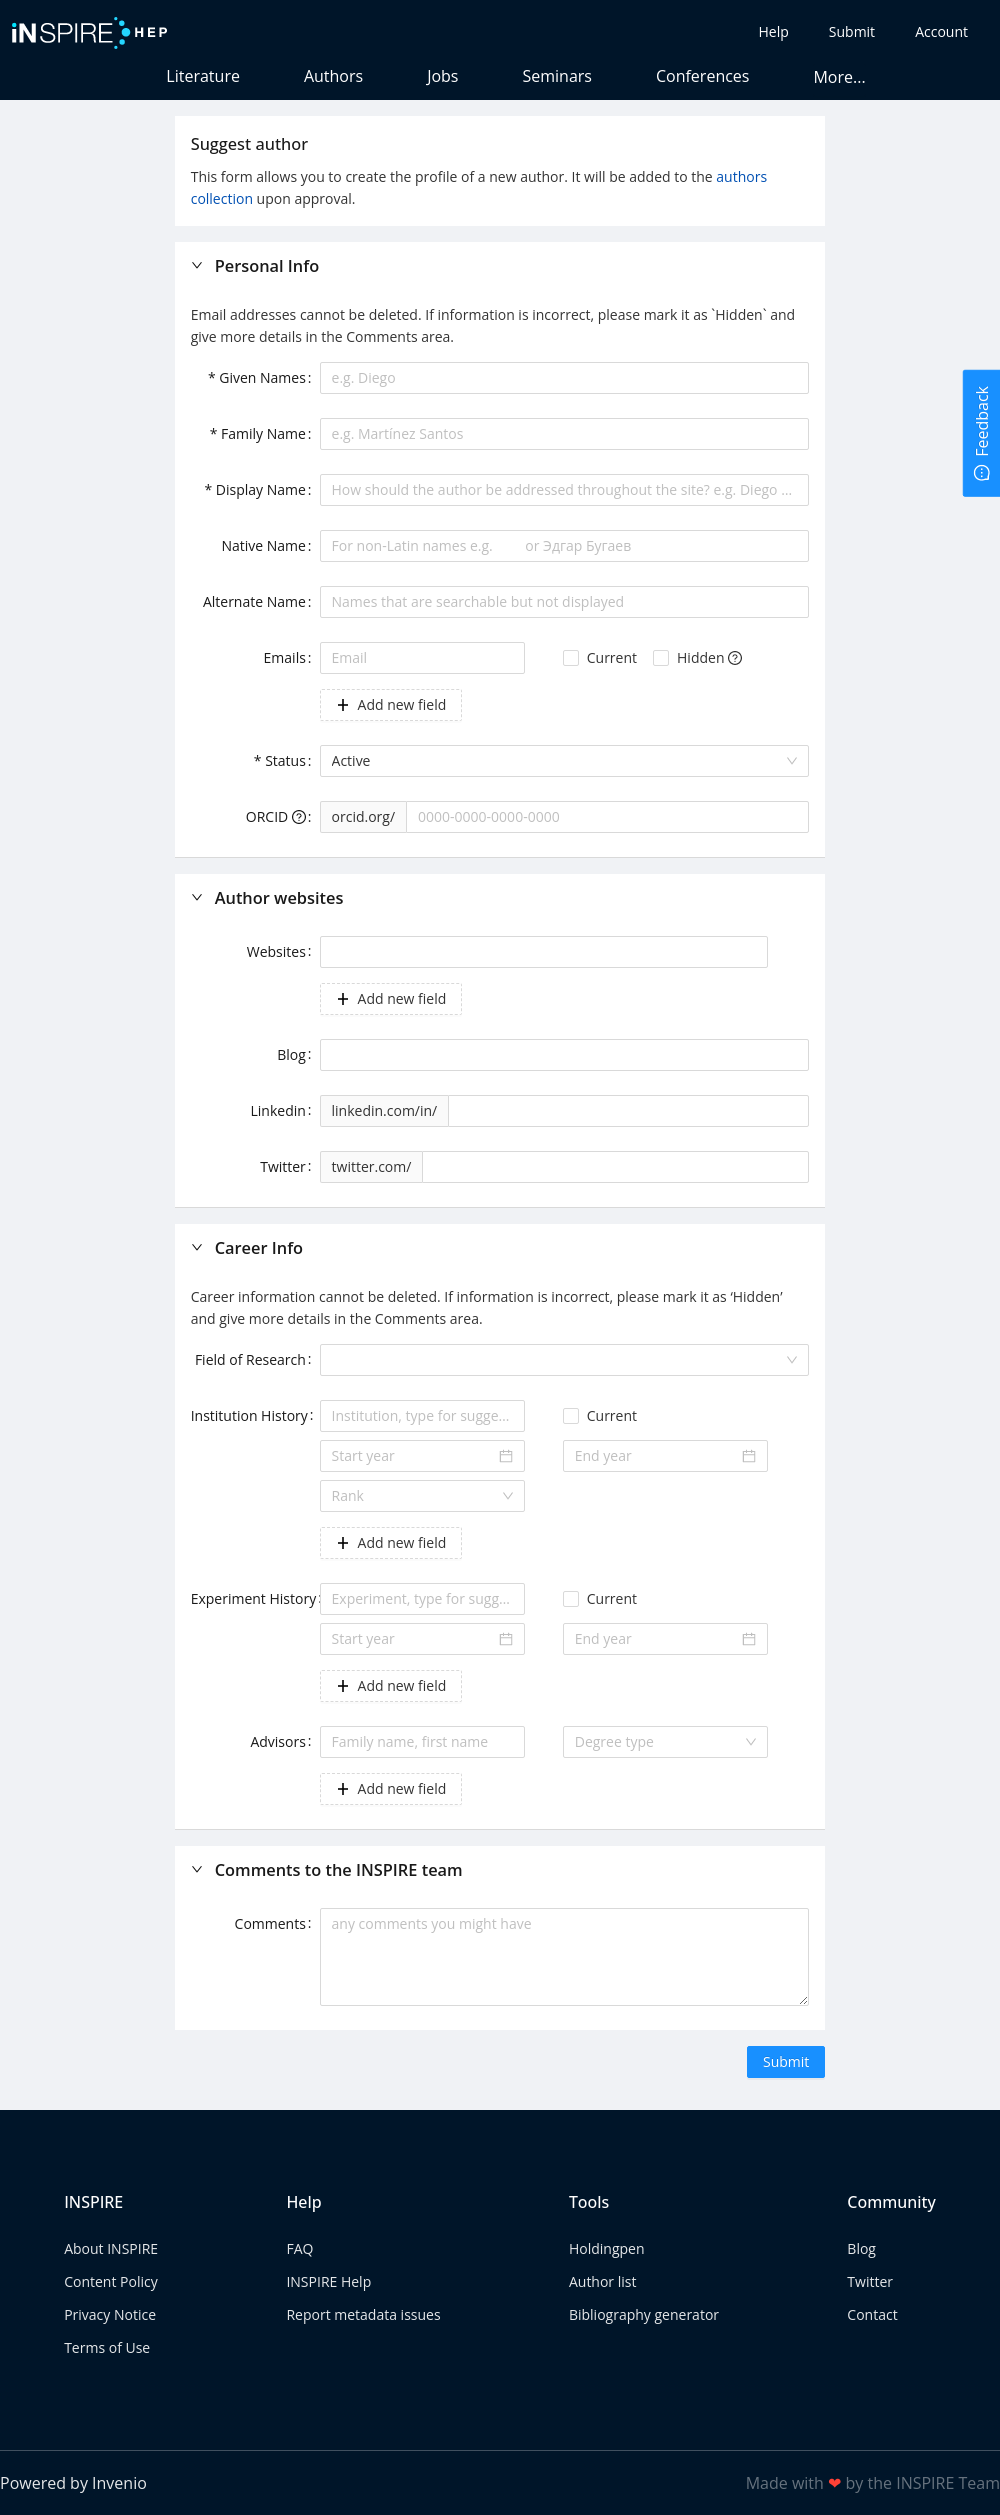 iNSPIRE HEP
Help Submit Account
Literature Authors Jobs Seminars Conferences More...
Suggest author
This form allows you to create the profile of a new author. It will be added to the authors
collection upon approval.
Personal Info
Email addresses cannot be deleted. If information is incorrect, please mark it as `Hidden` and
give more details in the Comments area.
* Given Names: e.g. Diego
* Family Name: e.g. Martínez Santos
* Display Name: How should the author be addressed throughout the site? e.g. Diego ...
Native Name: For non-Latin names e.g. or Эдгар Бугаев
Alternate Name: Names that are searchable but not displayed
Emails: Email Current Hidden
Add new field
* Status: Active
ORCID : orcid.org/ 0000-0000-0000-0000
Feedback
Author websites
Websites:
Add new field
Blog:
Linkedin: linkedin.com/in/
Twitter: twitter.com/
Career Info
Career information cannot be deleted. If information is incorrect, please mark it as ‘Hidden’
and give more details in the Comments area.
Field of Research:
Institution History: Institution, type for sugge... Current
Start year End year
Rank
Add new field
Experiment History: Experiment, type for sugg... Current
Start year End year
Add new field
Advisors: Family name, first name Degree type
Add new field
Comments to the INSPIRE team
Comments: any comments you might have
Submit
INSPIRE Help Tools Community
About INSPIRE FAQ Holdingpen Blog
Content Policy INSPIRE Help Author list Twitter
Privacy Notice Report metadata issues Bibliography generator Contact
Terms of Use
Powered by Invenio Made with ❤ by the INSPIRE Team